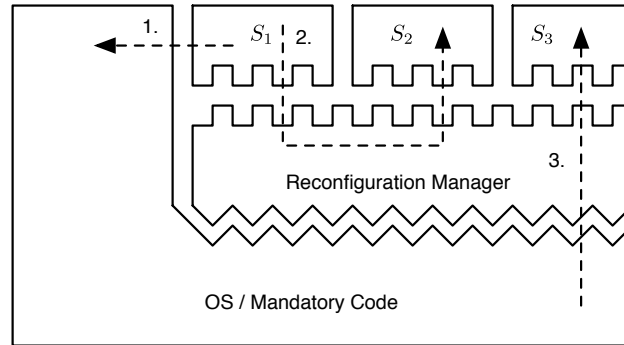 1.
S1
2.
S2
S3
3.
Reconfiguration Manager
OS / Mandatory Code